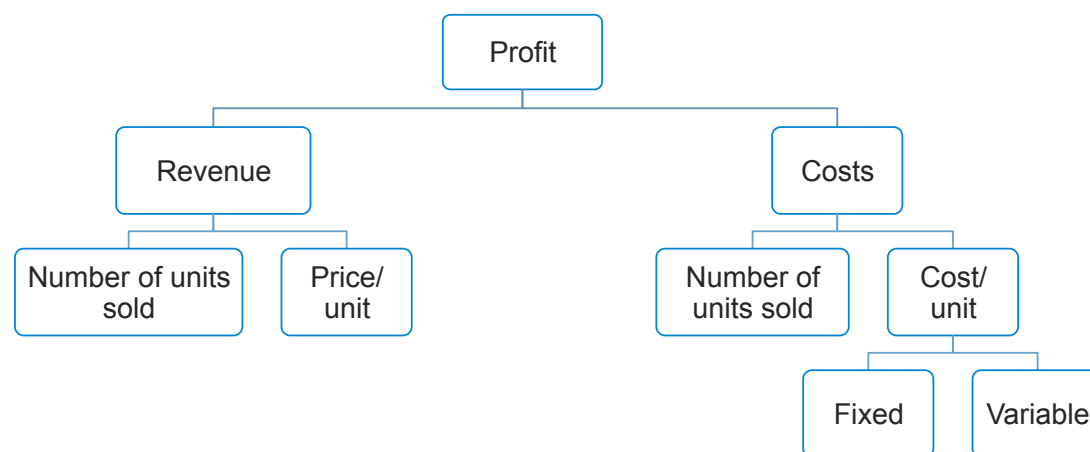 Profit
Revenue
Costs
Number of units
sold
Price/
unit
Number of
units sold
Cost/
unit
Fixed
Variable